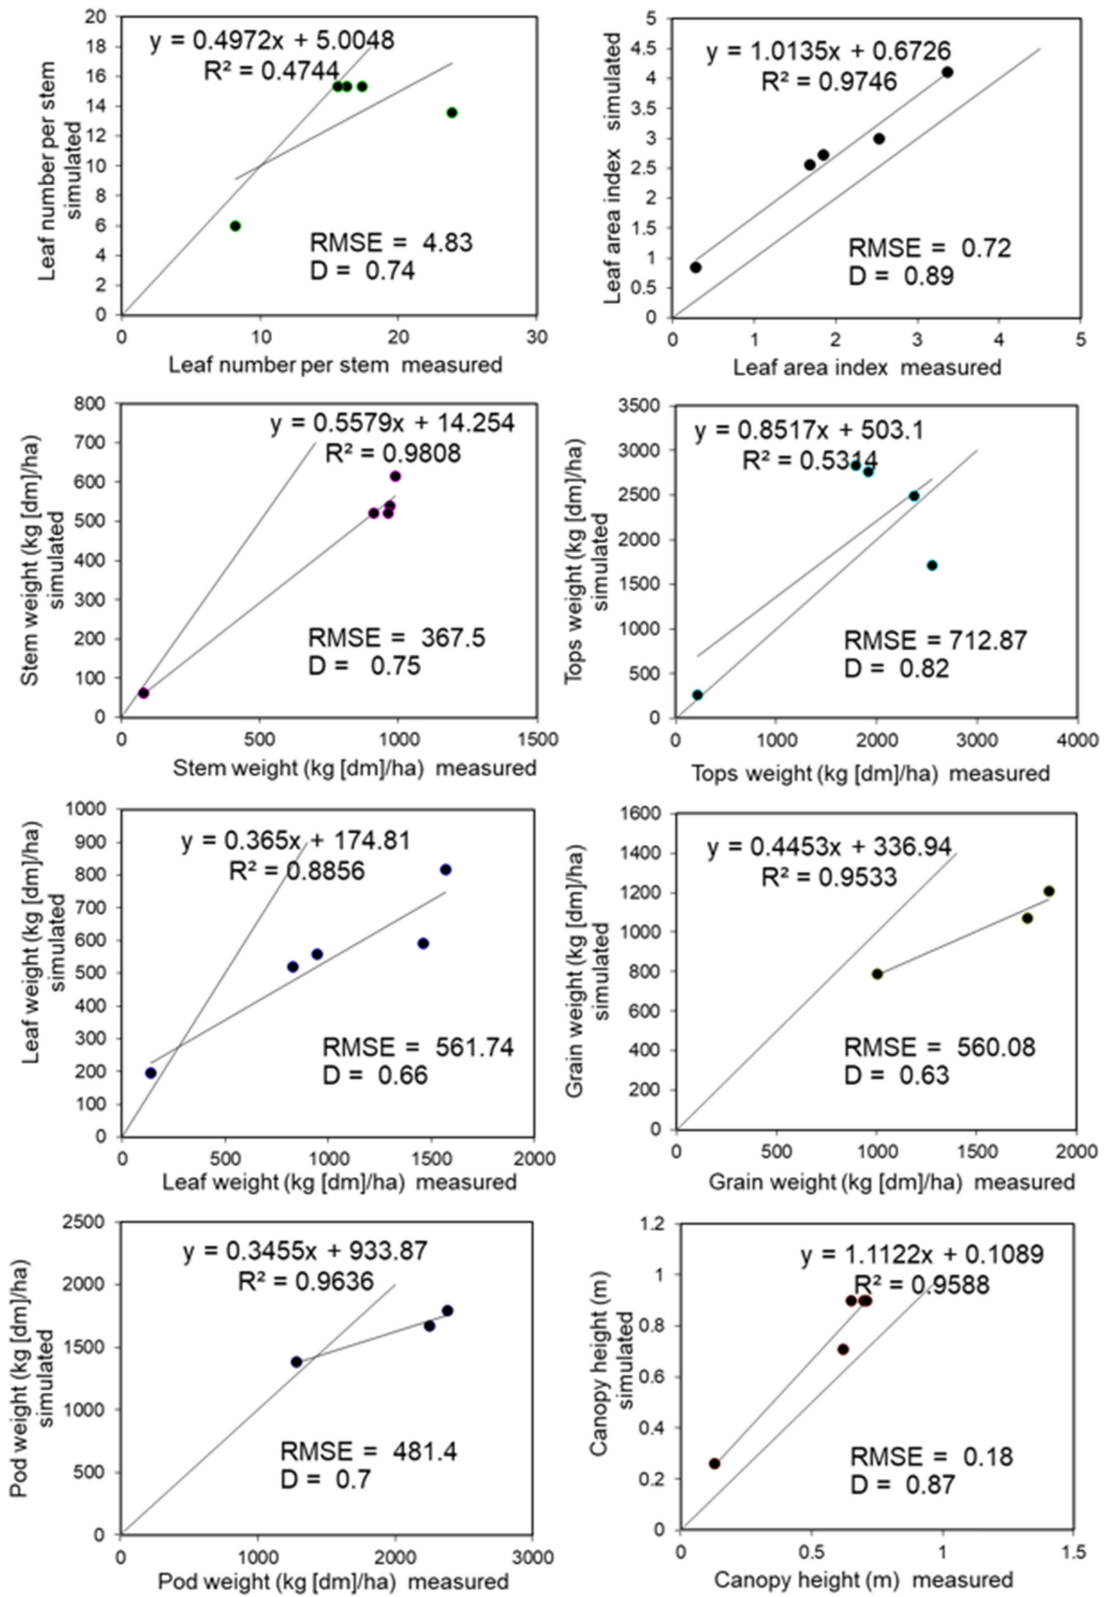 y = 0.4972x + 5.0048
R² = 0.4744
RMSE = 4.83
D = 0.74
Leaf number per stem
simulated
20
18
16
14
12
10
8
6
4
2
0
0
10
20
30
Leaf number per stem measured
y = 1.0135x + 0.6726
R² = 0.9746
RMSE = 0.72
D = 0.89
Leaf area index simulated
5
4.5
4
3.5
3
2.5
2
1.5
1
0.5
0
0
1
2
3
4
5
Leaf area index measured
y = 0.5579x + 14.254
R² = 0.9808
RMSE = 367.5
D = 0.75
Stem weight (kg [dm]/ha)
simulated
800
700
600
500
400
300
200
100
0
0
500
1000
1500
Stem weight (kg [dm]/ha) measured
y = 0.8517x + 503.1
R² = 0.5314
RMSE = 712.87
D = 0.82
Tops weight (kg [dm]/ha)
simulated
3500
3000
2500
2000
1500
1000
500
0
0
1000
2000
3000
4000
Tops weight (kg [dm]/ha) measured
y = 0.365x + 174.81
R² = 0.8856
RMSE = 561.74
D = 0.66
Leaf weight (kg [dm]/ha)
simulated
1000
900
800
700
600
500
400
300
200
100
0
0
500
1000
1500
2000
Leaf weight (kg [dm]/ha) measured
y = 0.4453x + 336.94
R² = 0.9533
RMSE = 560.08
D = 0.63
Grain weight (kg [dm]/ha)
simulated
1600
1400
1200
1000
800
600
400
200
0
0
500
1000
1500
2000
Grain weight (kg [dm]/ha) measured
y = 0.3455x + 933.87
R² = 0.9636
RMSE = 481.4
D = 0.7
Pod weight (kg [dm]/ha)
simulated
2500
2000
1500
1000
500
0
0
1000
2000
3000
Pod weight (kg [dm]/ha) measured
y = 1.1122x + 0.1089
R² = 0.9588
RMSE = 0.18
D = 0.87
Canopy height (m)
simulated
1.2
1
0.8
0.6
0.4
0.2
0
0
0.5
1
1.5
Canopy height (m) measured